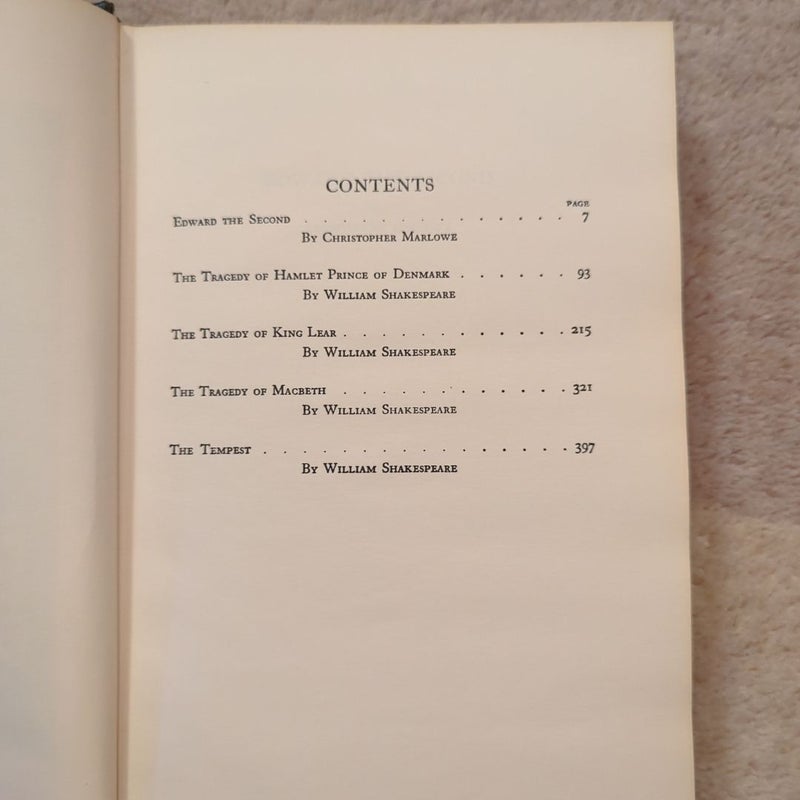 CONTENTS
PAGE
EDWARD THE SECOND . . . . . . . . . . . . . . 7
BY CHRISTOPHER MARLOWE
THE TRAGEDY OF HAMLET PRINCE OF DENMARK . . . . . . 93
BY WILLIAM SHAKESPEARE
THE TRAGEDY OF KING LEAR . . . . . . . . . . . . 215
BY WILLIAM SHAKESPEARE
THE TRAGEDY OF MACBETH . . . . . . . . . . . . 321
BY WILLIAM SHAKESPEARE
THE TEMPEST . . . . . . . . . . . . . . . . 397
BY WILLIAM SHAKESPEARE